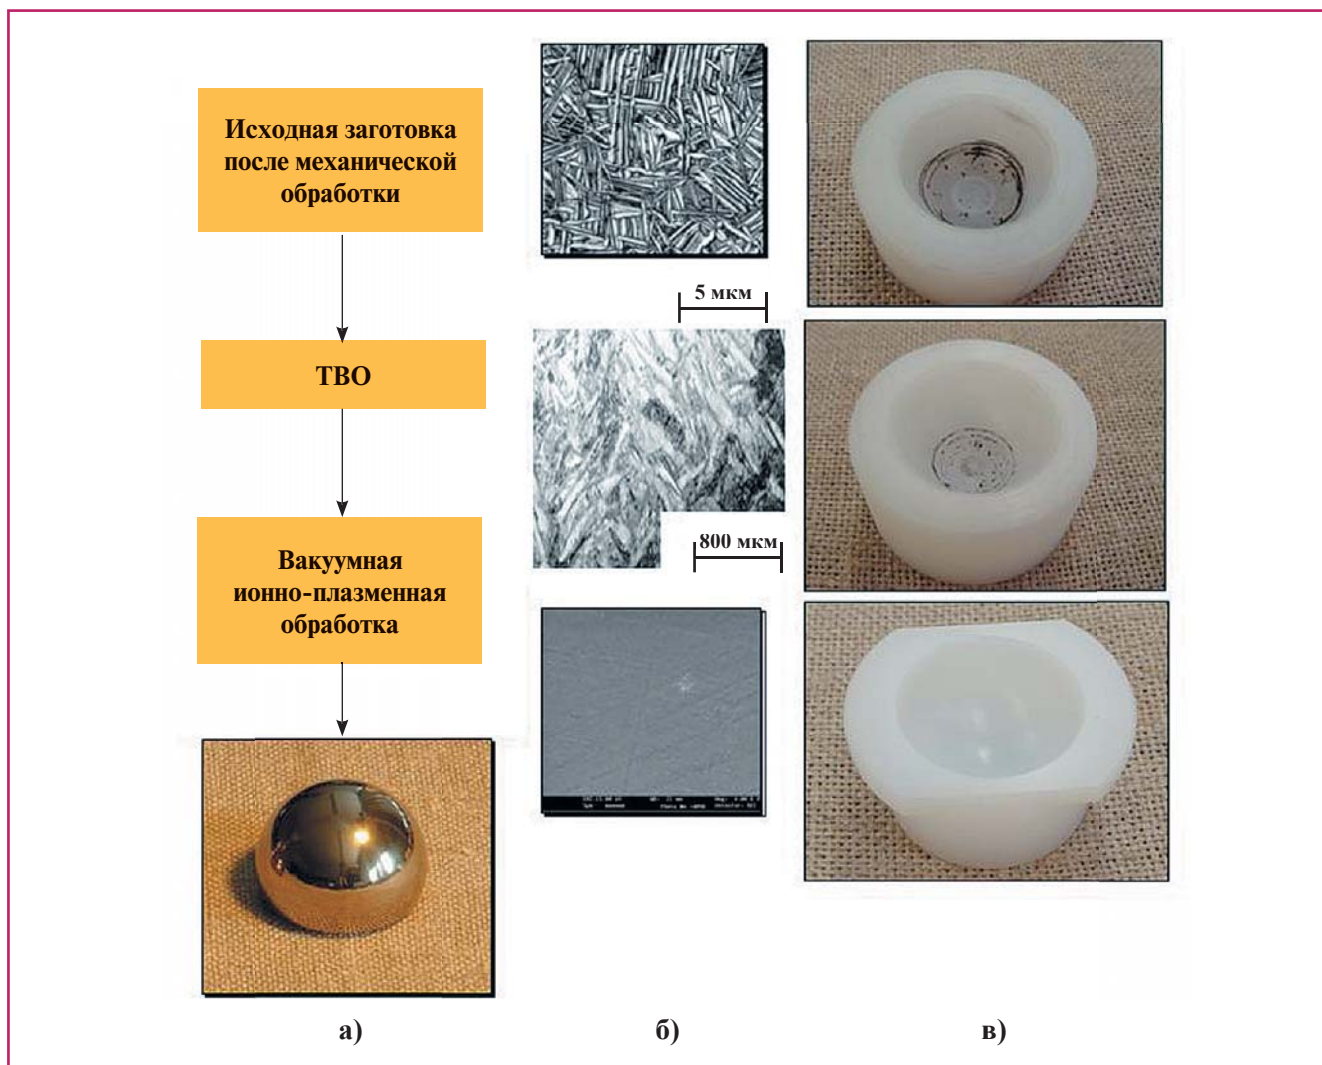 Исходная заготовка
после механической
обработки
ТВО
Вакуумная
ионно-плазменная
обработка
5 мкм
800 мкм
а)
б)
в)